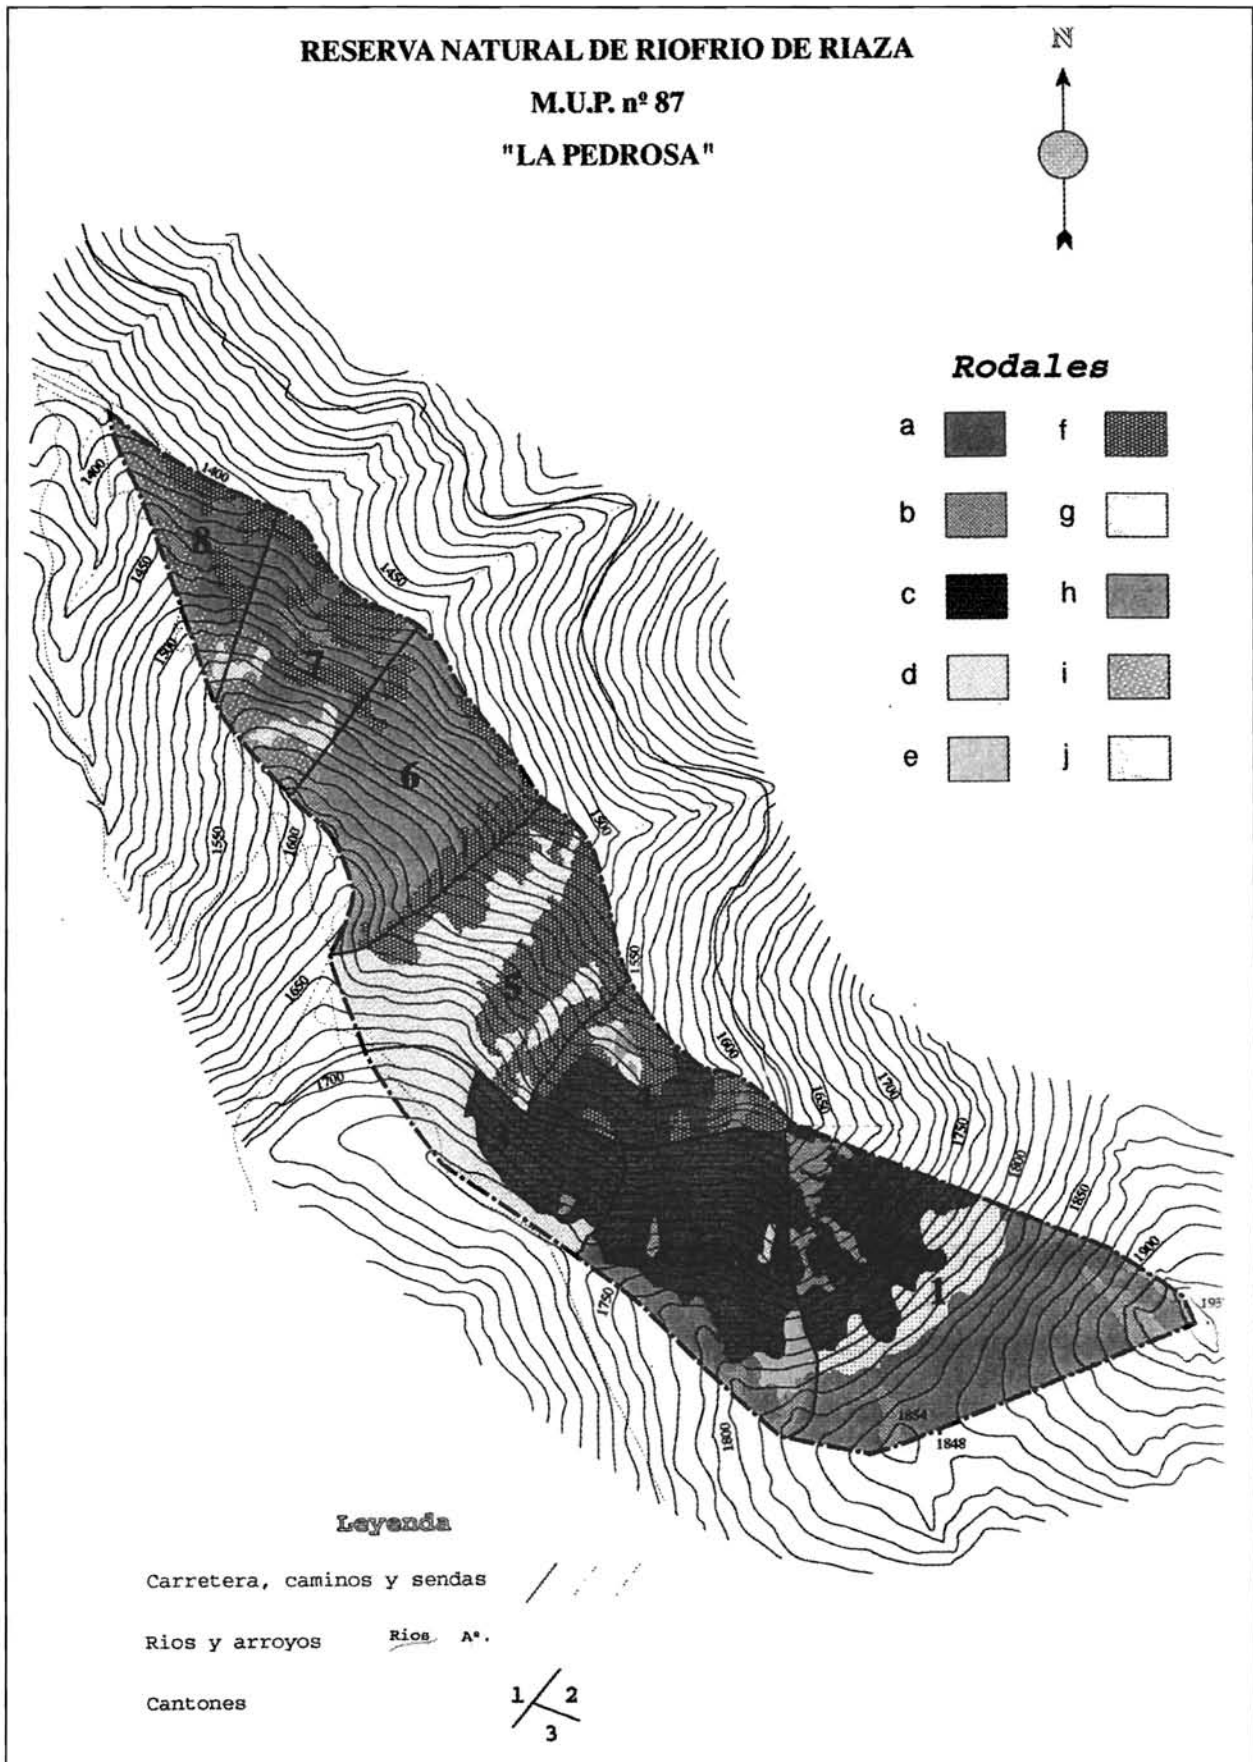 RESERVA NATURAL DE RIOFRIO DE RIAZA
M.U.P. nº 87
"LA PEDROSA"
N
Rodales
a
f
b
g
c
h
d
i
e
j
1400
1400
1450
1450
1500
1500
1550
1550
1600
1600
1650
1650
1700
1700
1750
1750
1800
1800
1850
1900
1854
1848
8
7
6
5
1
Leyenda
Carretera, caminos y sendas
Rios y arroyos Rios Aº.
Cantones
1 2
3